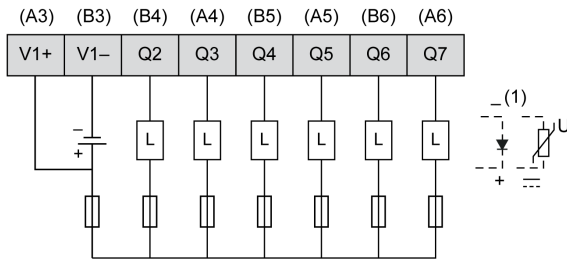 (A3) (B3) (B4) (A4) (B5) (A5) (B6) (A6)
V1+ V1– Q2 Q3 Q4 Q5 Q6 Q7
– (1)
U
–
+
L L L L L L
+